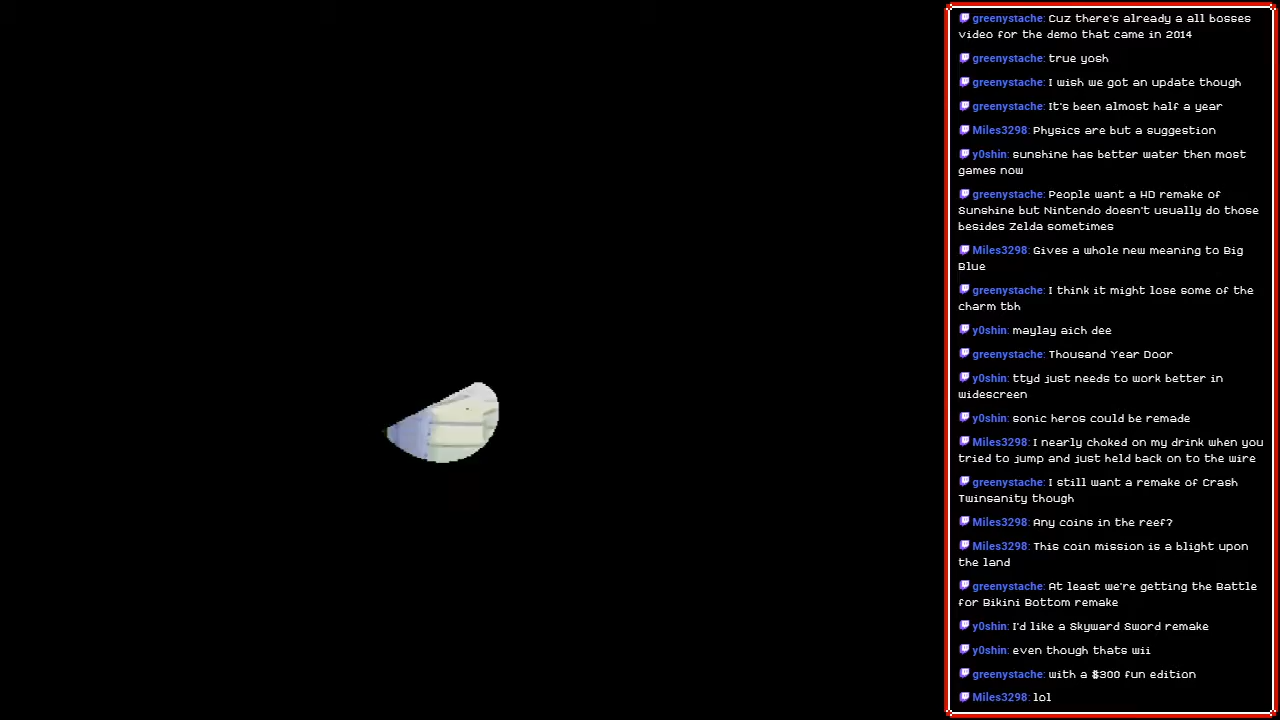 greenystache: Cuz there's already a all bosses
video for the demo that came in 2014
greenystache: true yosh
greenystache: I wish we got an update though
greenystache: It's been almost half a year
Miles3298: Physics are but a suggestion
y0shin: sunshine has better water then most
games now
greenystache: People want a HD remake of
Sunshine but Nintendo doesn't usually do those
besides Zelda sometimes
Miles3298: Gives a whole new meaning to Big
Blue
greenystache: I think it might lose some of the
charm tbh
y0shin: maylay aich dee
greenystache: Thousand Year Door
y0shin: ttyd just needs to work better in
widescreen
y0shin: sonic heros could be remade
Miles3298: I nearly choked on my drink when you
tried to jump and just held back on to the wire
greenystache: I still want a remake of Crash
Twinsanity though
Miles3298: Any coins in the reef?
Miles3298: This coin mission is a blight upon
the land
greenystache: At least we're getting the Battle
for Bikini Bottom remake
y0shin: I'd like a Skyward Sword remake
y0shin: even though thats wii
greenystache: with a $300 fun edition
Miles3298: lol